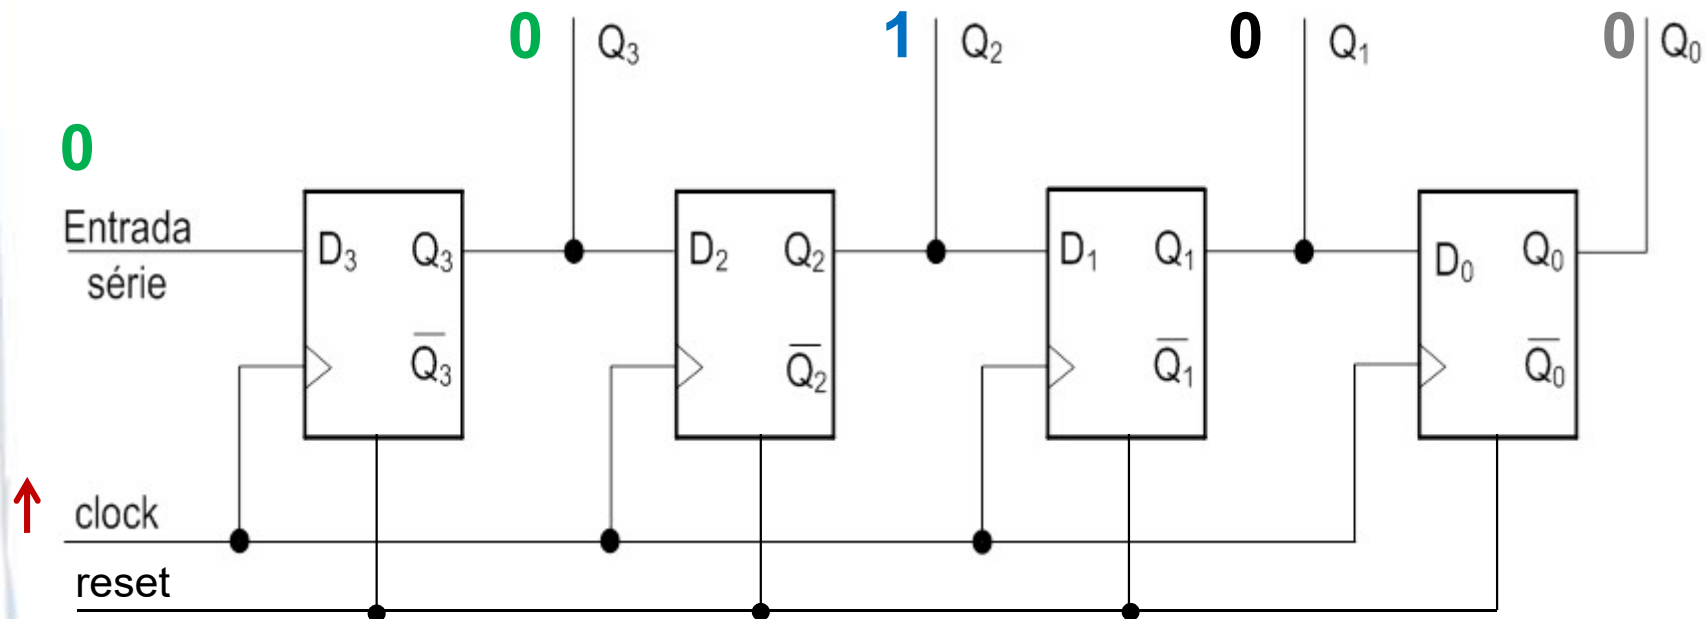 0 Q₃ 1 Q₂ 0 Q₁ 0 Q₀
0
Entrada
série
D₃ Q₃ D₂ Q₂ D₁ Q₁ D₀ Q₀
Q̅₃ Q̅₂ Q̅₁ Q̅₀
clock
reset